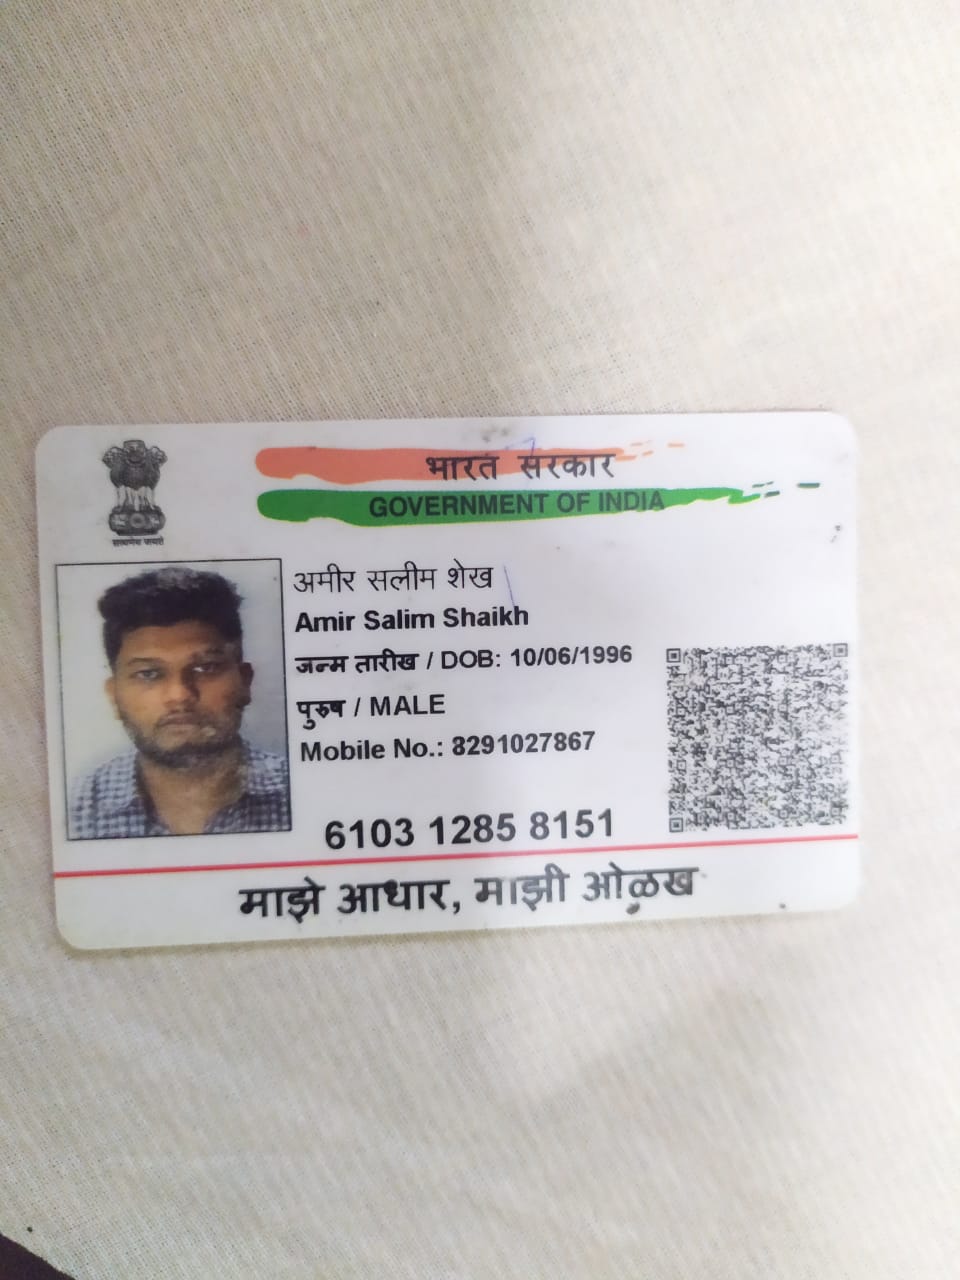 भारत सरकार
GOVERNMENT OF INDIA
सत्यमेव जयते
अमीर सलीम शेख
Amir Salim Shaikh
जन्म तारीख / DOB: 10/06/1996
पुरुष / MALE
Mobile No.: 8291027867
6103 1285 8151
माझे आधार, माझी ओळख